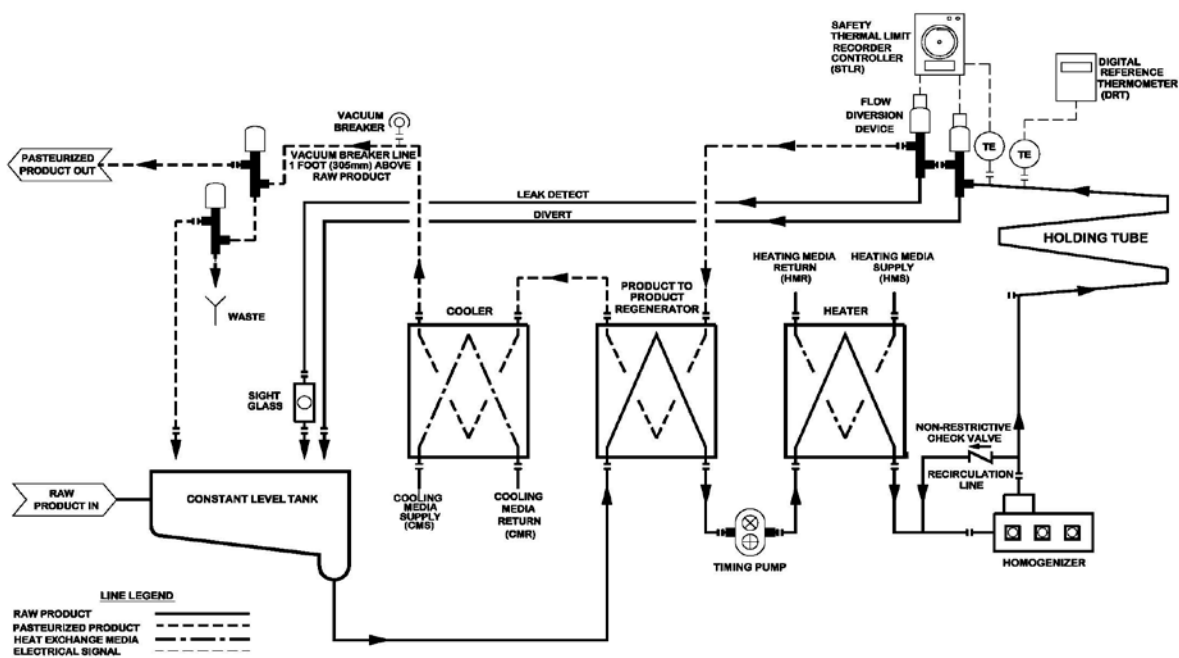 SAFETY
THERMAL LIMIT
RECORDER
CONTROLLER
(STLR)
DIGITAL
REFERENCE
THERMOMETER
(DRT)
FLOW
DIVERSION
DEVICE
TE
TE
VACUUM
BREAKER
PASTEURIZED
PRODUCT OUT
VACUUM BREAKER LINE
1 FOOT (305mm) ABOVE
RAW PRODUCT
LEAK DETECT
DIVERT
HOLDING TUBE
WASTE
COOLER
PRODUCT TO
PRODUCT
REGENERATOR
HEATING MEDIA
RETURN
(HMR)
HEATING MEDIA
SUPPLY
(HMS)
HEATER
SIGHT
GLASS
NON-RESTRICTIVE
CHECK VALVE
RECIRCULATION
LINE
RAW
PRODUCT IN
CONSTANT LEVEL TANK
COOLING
MEDIA
SUPPLY
(CMS)
COOLING
MEDIA
RETURN
(CMR)
TIMING PUMP
HOMOGENIZER
LINE LEGEND
RAW PRODUCT
PASTEURIZED PRODUCT
HEAT EXCHANGE MEDIA
ELECTRICAL SIGNAL